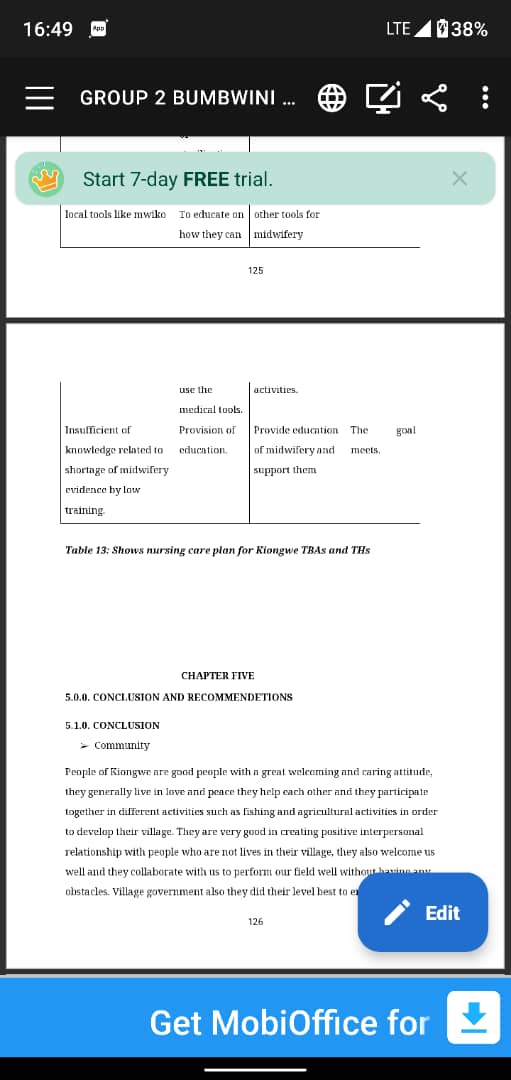 16:49
App
LTE 38%
GROUP 2 BUMBWINI ...
Start 7-day FREE trial.
local tools like mwiko To educate on other tools for
how they can midwifery
125
use the activities.
medical tools.
Insufficient of Provision of Provide education The goal
knowledge related to education. of midwifery and meets.
shortage of midwifery support them
evidence by low
training.
Table 13: Shows nursing care plan for Kiongwe TBAs and THs
CHAPTER FIVE
5.0.0. CONCLUSION AND RECOMMENDETIONS
5.1.0. CONCLUSION
➢ Community
People of Kiongwe are good people with a great welcoming and caring attitude,
they generally live in love and peace they help each other and they participate
together in different activities such as fishing and agricultural activities in order
to develop their village. They are very good in creating positive interpersonal
relationship with people who are not lives in their village, they also welcome us
well and they collaborate with us to perform our field well without having any
obstacles. Village government also they did their level best to
126
Edit
Get MobiOffice for